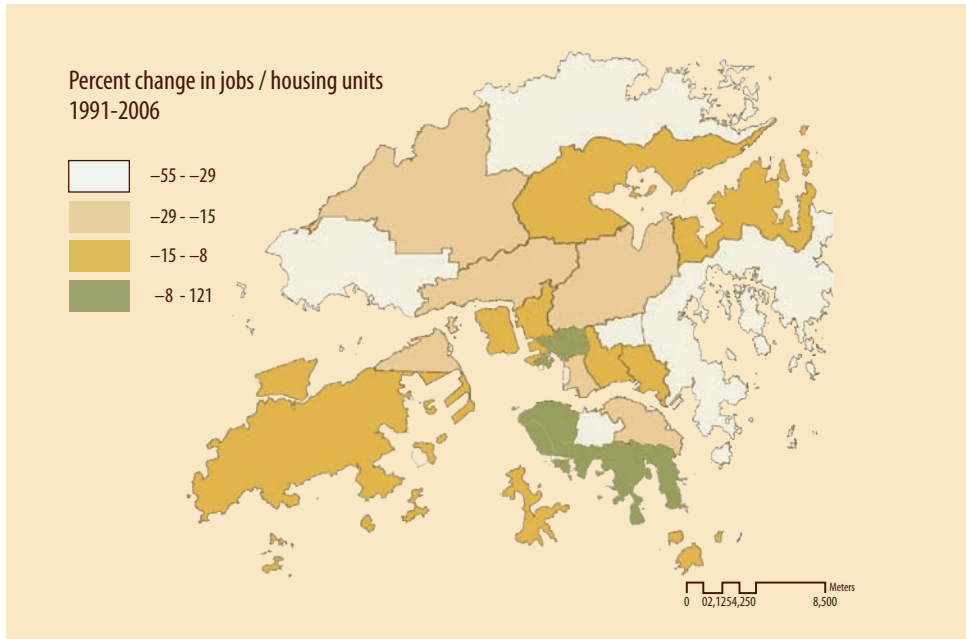 Percent change in jobs / housing units
1991-2006
–55 - –29
–29 - –15
–15 - –8
–8 - 121
Meters
0 02,1254,250 8,500